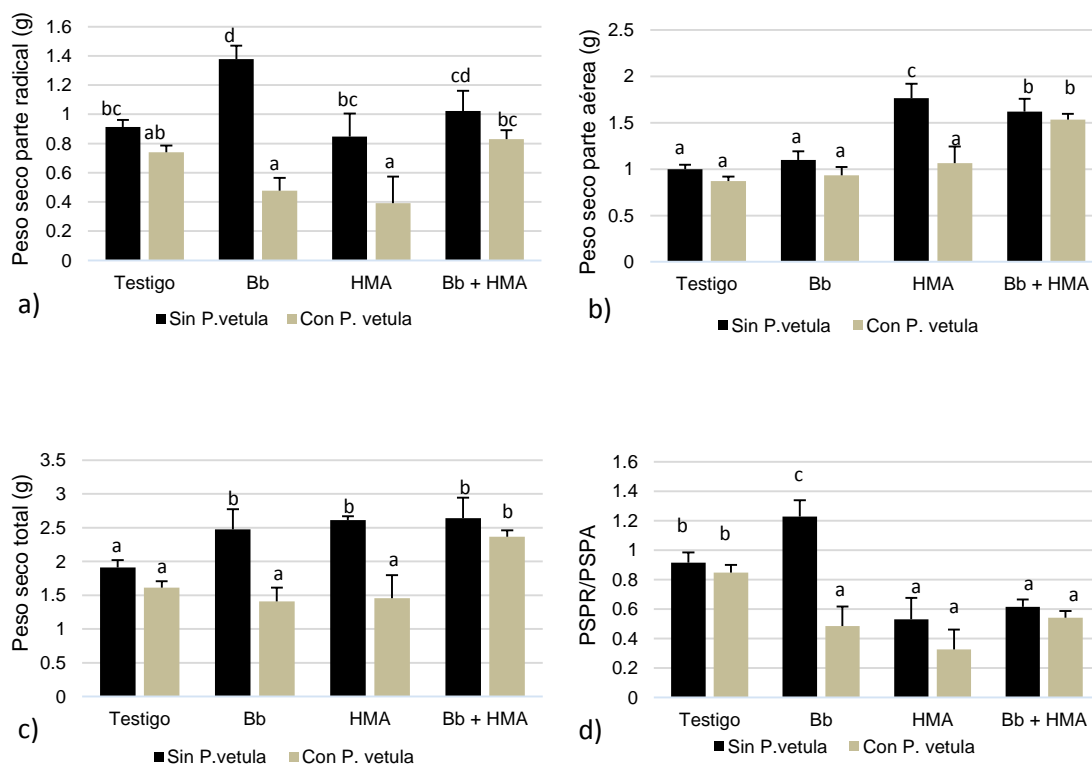 Peso seco parte radical (g)
1.6
1.4
1.2
1
0.8
0.6
0.4
0.2
0
bc
ab
d
a
bc
a
cd
bc
Testigo
Bb
HMA
Bb + HMA
a)
Sin P.vetula
Con P. vetula
Peso seco parte aérea (g)
2.5
2
1.5
1
0.5
0
a
a
a
a
c
a
b
b
Testigo
Bb
HMA
Bb + HMA
b)
Sin P.vetula
Con P. vetula
Peso seco total (g)
3.5
3
2.5
2
1.5
1
0.5
0
a
a
b
a
b
a
b
b
Testigo
Bb
HMA
Bb + HMA
c)
Sin P.vetula
Con P. vetula
PSPR/PSPA
1.6
1.4
1.2
1
0.8
0.6
0.4
0.2
0
b
b
c
a
a
a
a
a
Testigo
Bb
HMA
Bb + HMA
d)
Sin P.vetula
Con P. vetula